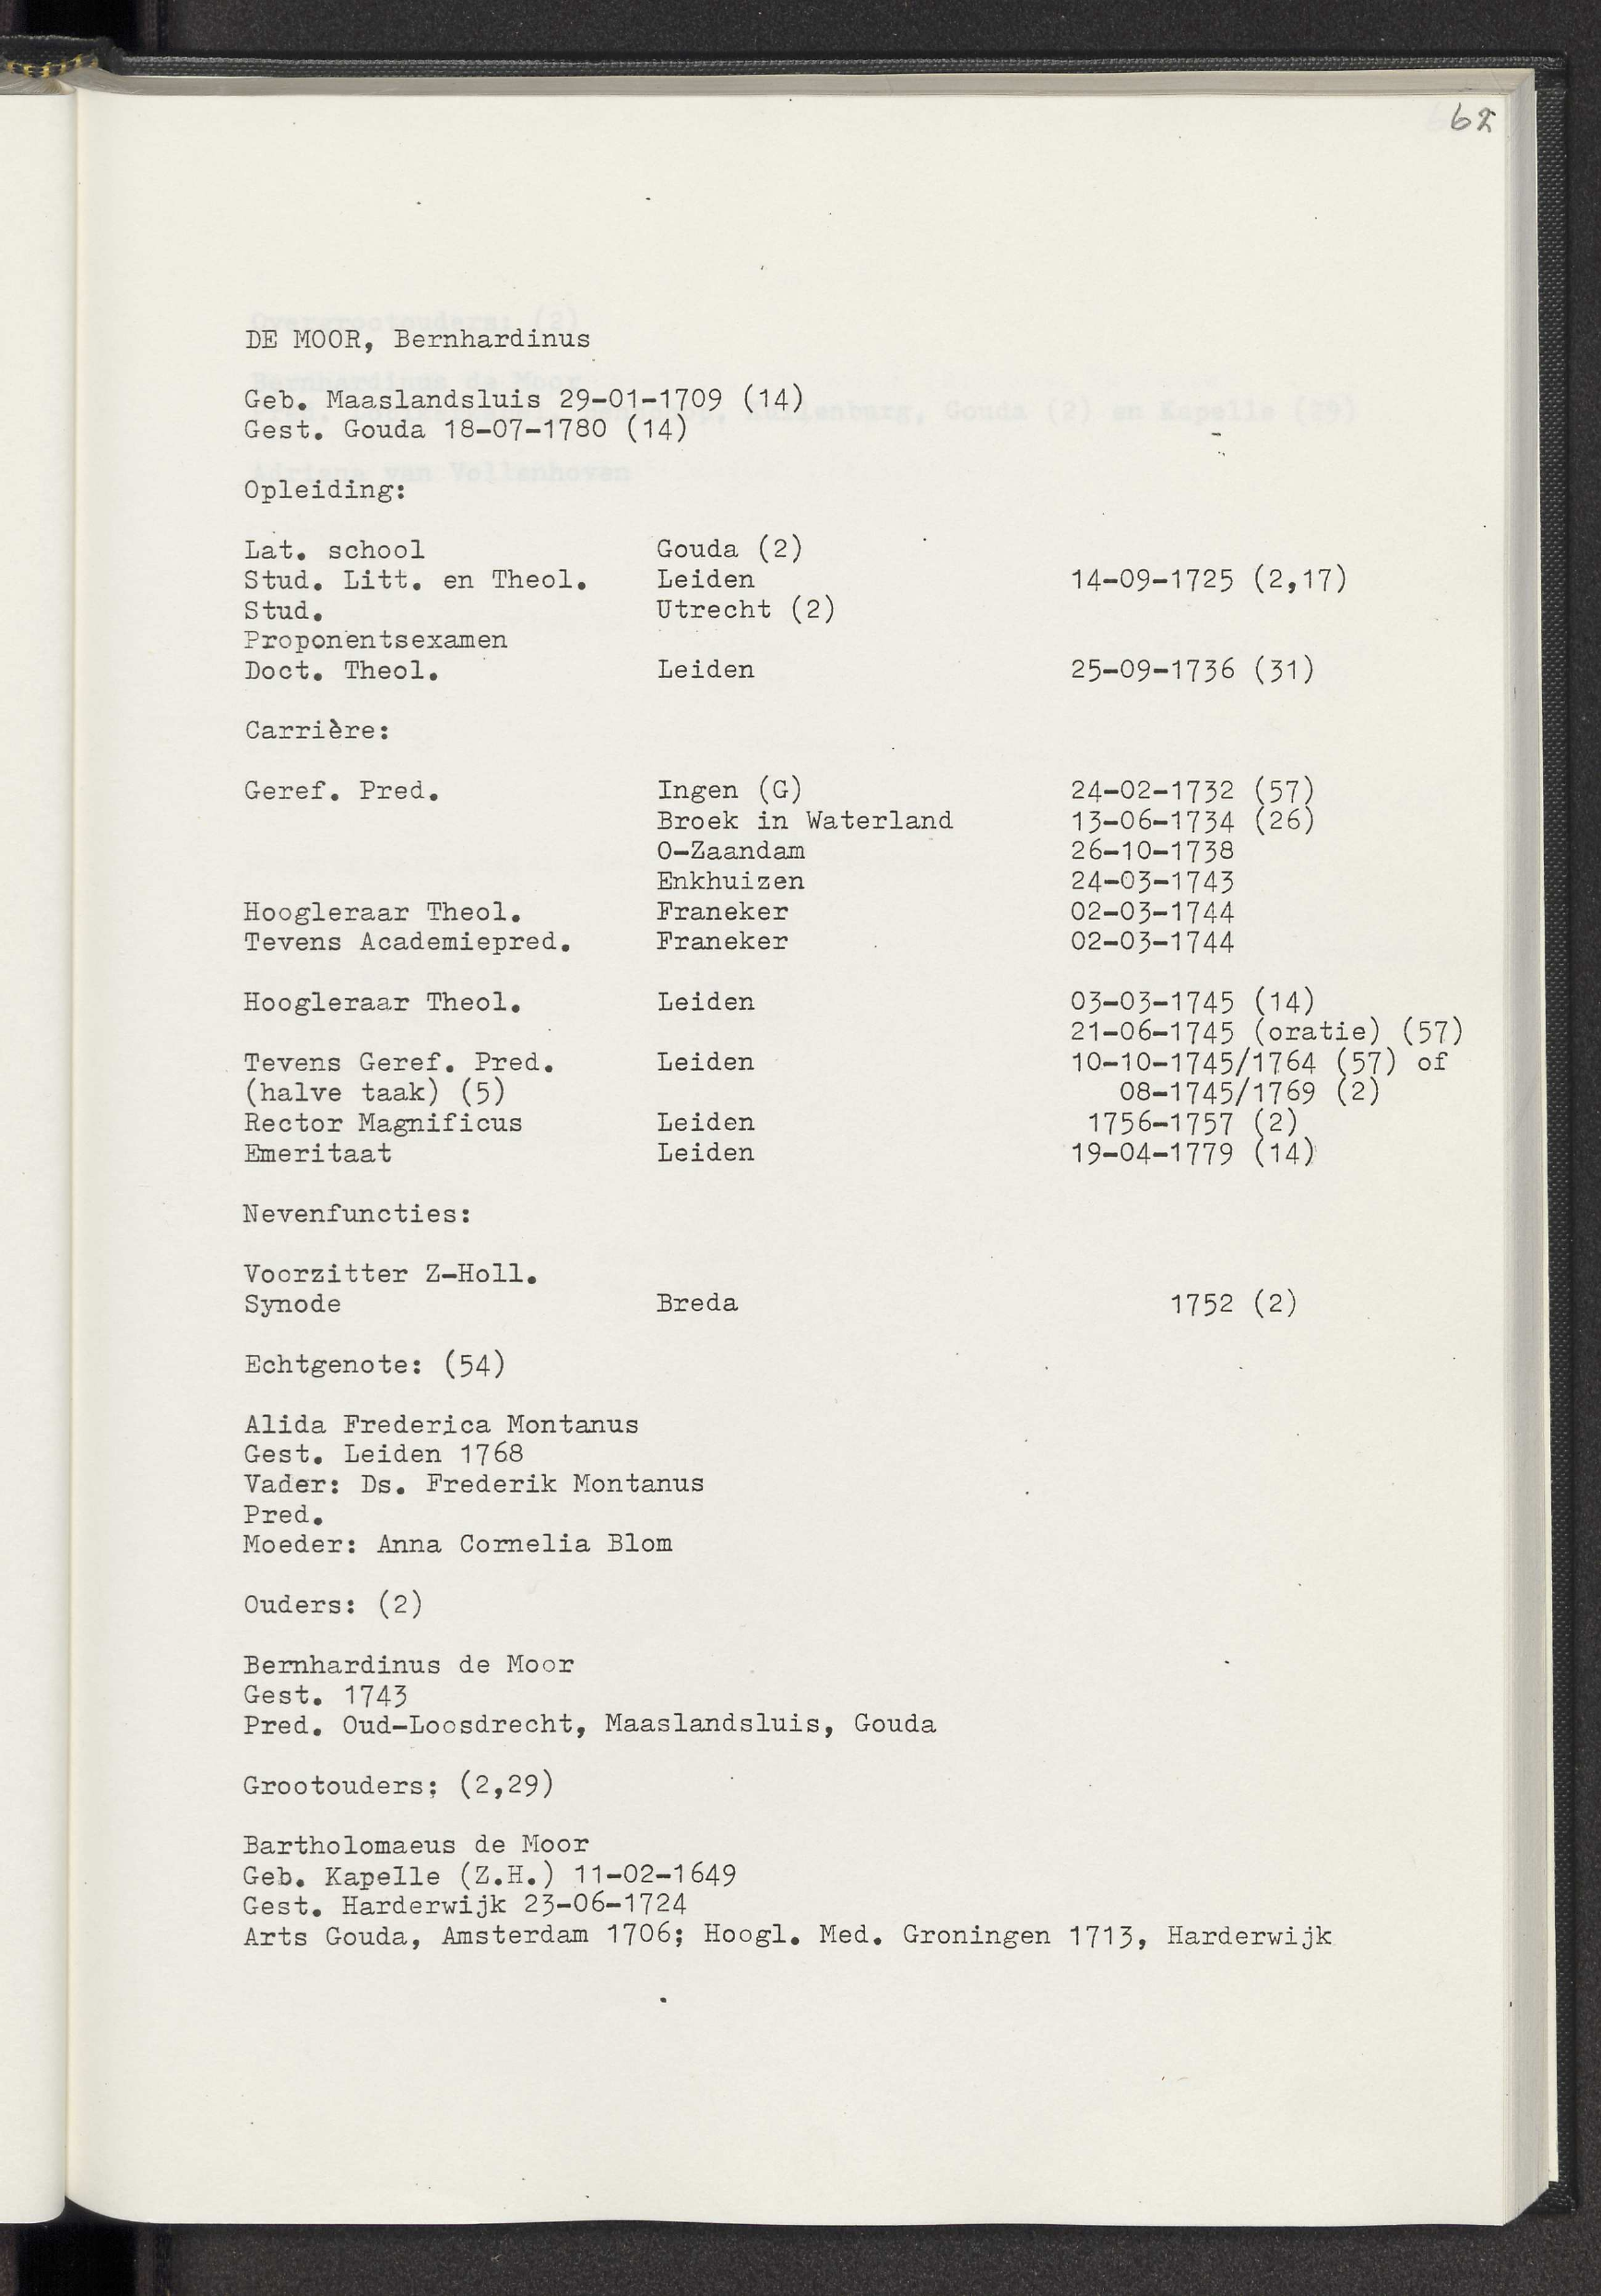 62
DE MOOR, Bernhardinus
Geb. Maaslandsluis 29-01-1709 (14)
Gest. Gouda 18-07-1780 (14)
Opleiding:
Lat. school Gouda (2)
Stud. Litt. en Theol. Leiden 14-09-1725 (2,17)
Stud. Utrecht (2)
Proponentsexamen
Doct. Theol. Leiden 25-09-1736 (31)
Carrière:
Geref. Pred. Ingen (G) 24-02-1732 (57)
Broek in Waterland 13-06-1734 (26)
O-Zaandam 26-10-1738
Enkhuizen 24-03-1743
Hoogleraar Theol. Franeker 02-03-1744
Tevens Academiepred. Franeker 02-03-1744
Hoogleraar Theol. Leiden 03-03-1745 (14)
21-06-1745 (oratie) (57)
Tevens Geref. Pred. Leiden 10-10-1745/1764 (57) of
(halve taak) (5) 08-1745/1769 (2)
Rector Magnificus Leiden 1756-1757 (2)
Emeritaat Leiden 19-04-1779 (14)
Nevenfuncties:
Voorzitter Z-Holl.
Synode Breda 1752 (2)
Echtgenote: (54)
Alida Frederica Montanus
Gest. Leiden 1768
Vader: Ds. Frederik Montanus
Pred.
Moeder: Anna Cornelia Blom
Ouders: (2)
Bernhardinus de Moor
Gest. 1743
Pred. Oud-Loosdrecht, Maaslandsluis, Gouda
Grootouders: (2,29)
Bartholomaeus de Moor
Geb. Kapelle (Z.H.) 11-02-1649
Gest. Harderwijk 23-06-1724
Arts Gouda, Amsterdam 1706; Hoogl. Med. Groningen 1713, Harderwijk